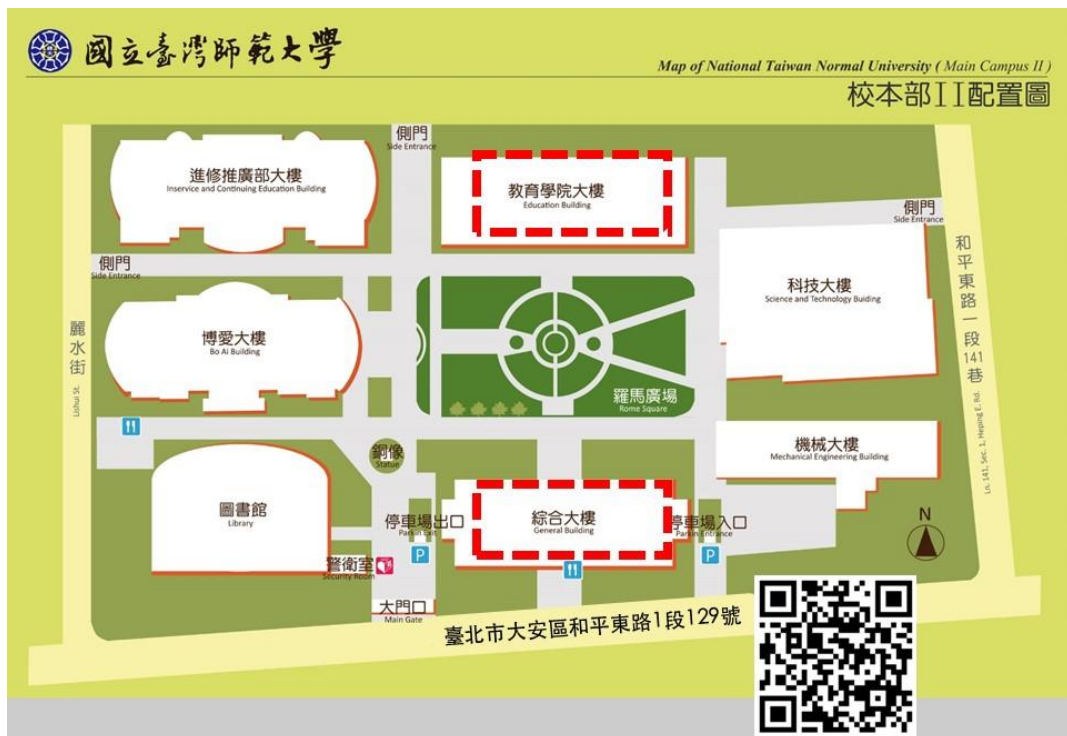 國立臺灣師範大學
Map of National Taiwan Normal University ( Main Campus II )
校本部II配置圖
側門
Side Entrance
進修推廣部大樓
Inservice and Continuing Education Building
教育學院大樓
Education Building
側門
Side Entrance
側門
Side Entrance
科技大樓
Science and Technology Buiding
和平東路一段141巷
Ln. 141, Sec. 1, Heping E. Rd.
麗水街
Lishui St.
博愛大樓
Bo Ai Building
羅馬廣場
Rome Square
銅像
Statue
機械大樓
Mechanical Engineering Building
圖書館
Library
停車場出口
Parkin Exit
P
綜合大樓
General Building
停車場入口
Parkin Entrance
P
N
警衛室
Security Room
大門口
Main Gate
臺北市大安區和平東路1段129號